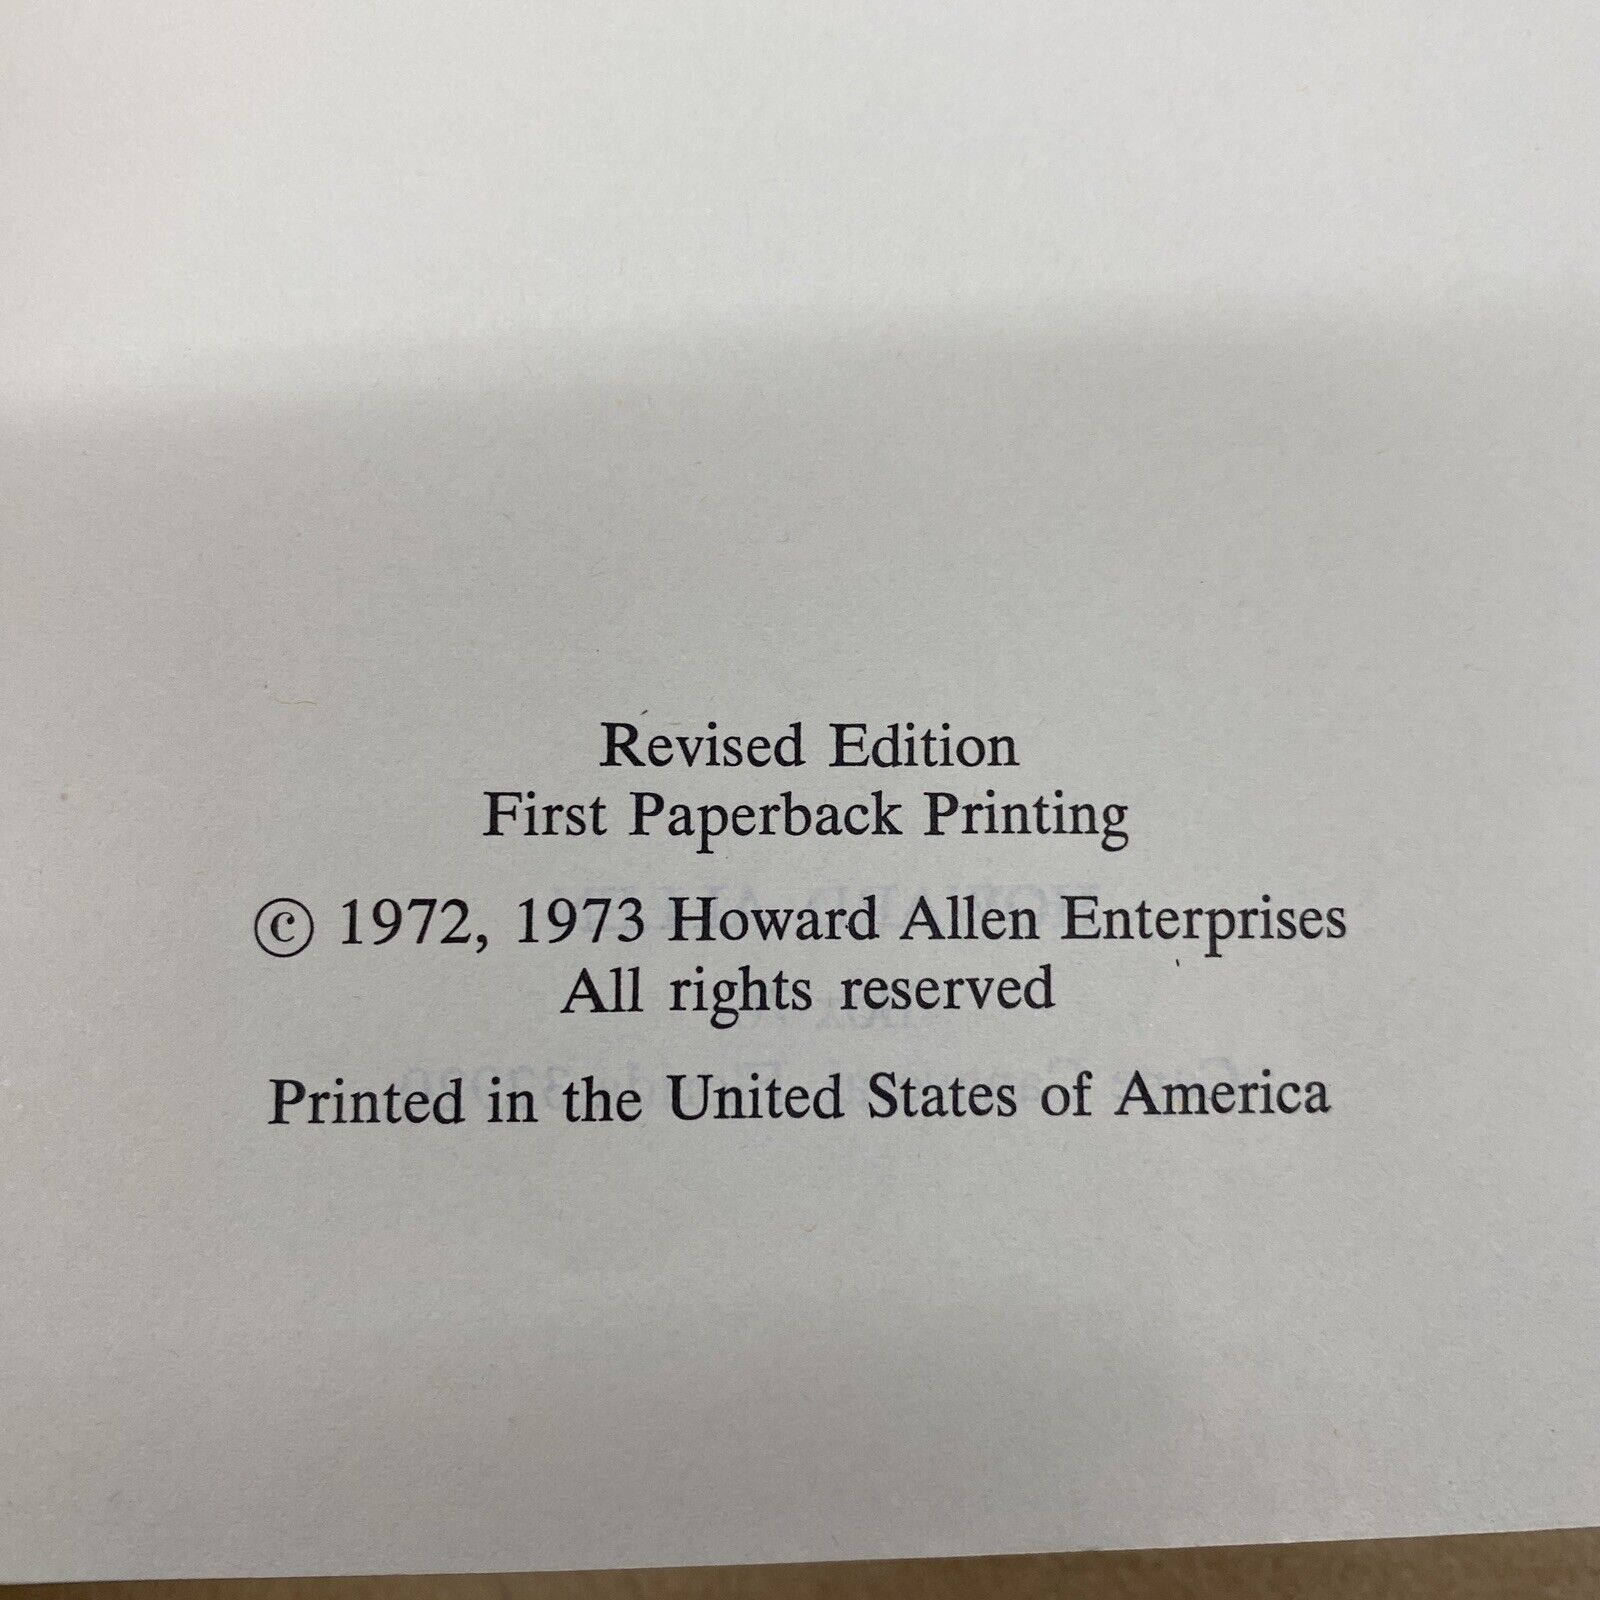 Revised Edition
First Paperback Printing
© 1972, 1973 Howard Allen Enterprises
All rights reserved
Printed in the United States of America